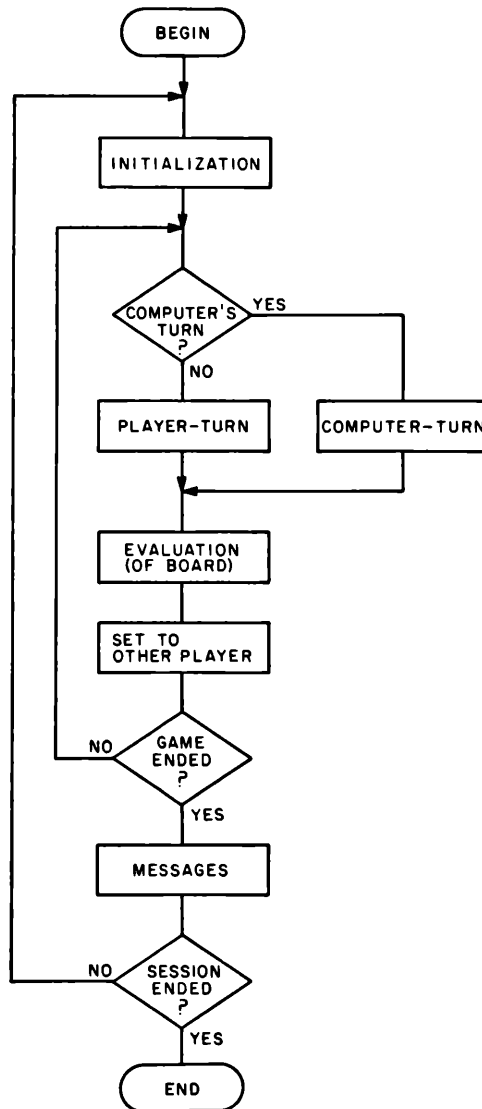 BEGIN
INITIALIZATION
COMPUTER'S
TURN
?
YES
NO
PLAYER-TURN
COMPUTER-TURN
EVALUATION
(OF BOARD)
SET TO
OTHER PLAYER
NO
GAME
ENDED
?
YES
MESSAGES
NO
SESSION
ENDED
?
YES
END